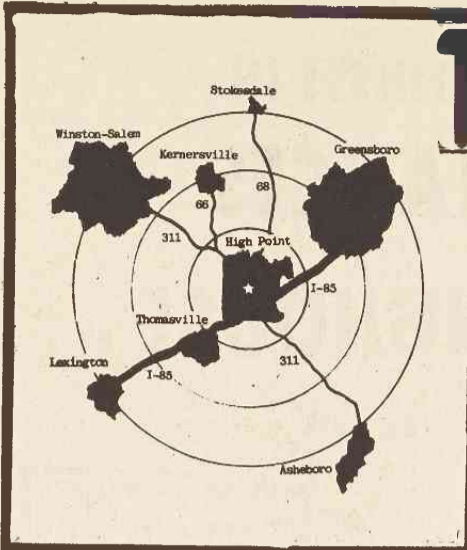 Stokesdale
Winston-Salem
Kernersville
Greensboro
66
68
311
High Point
I-85
Thomasville
311
Lexington
I-85
Asheboro